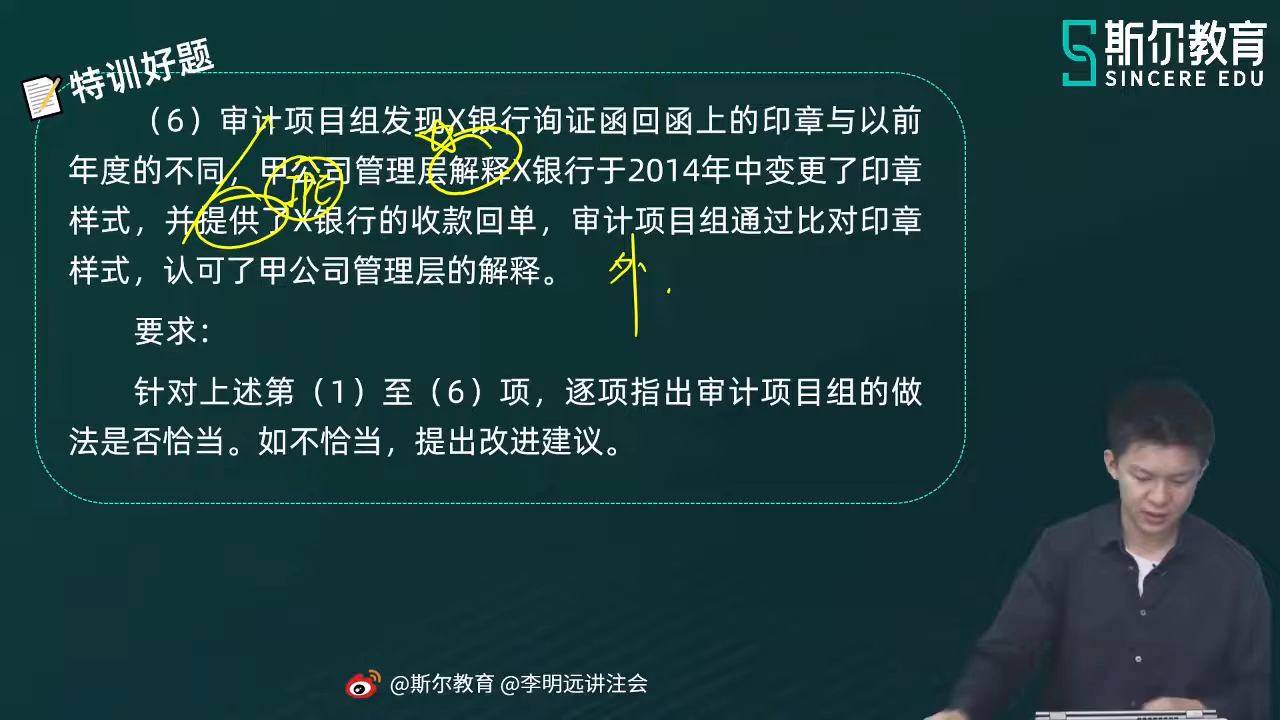 特训好题
斯尔教育
SINCERE EDU
（6）审计项目组发现X银行询证函回函上的印章与以前
年度的不同，甲公司管理层解释X银行于2014年中变更了印章
样式，并提供了X银行的收款回单，审计项目组通过比对印章
样式，认可了甲公司管理层的解释。
外
要求：
针对上述第（1）至（6）项，逐项指出审计项目组的做
法是否恰当。如不恰当，提出改进建议。
@斯尔教育 @李明远讲注会